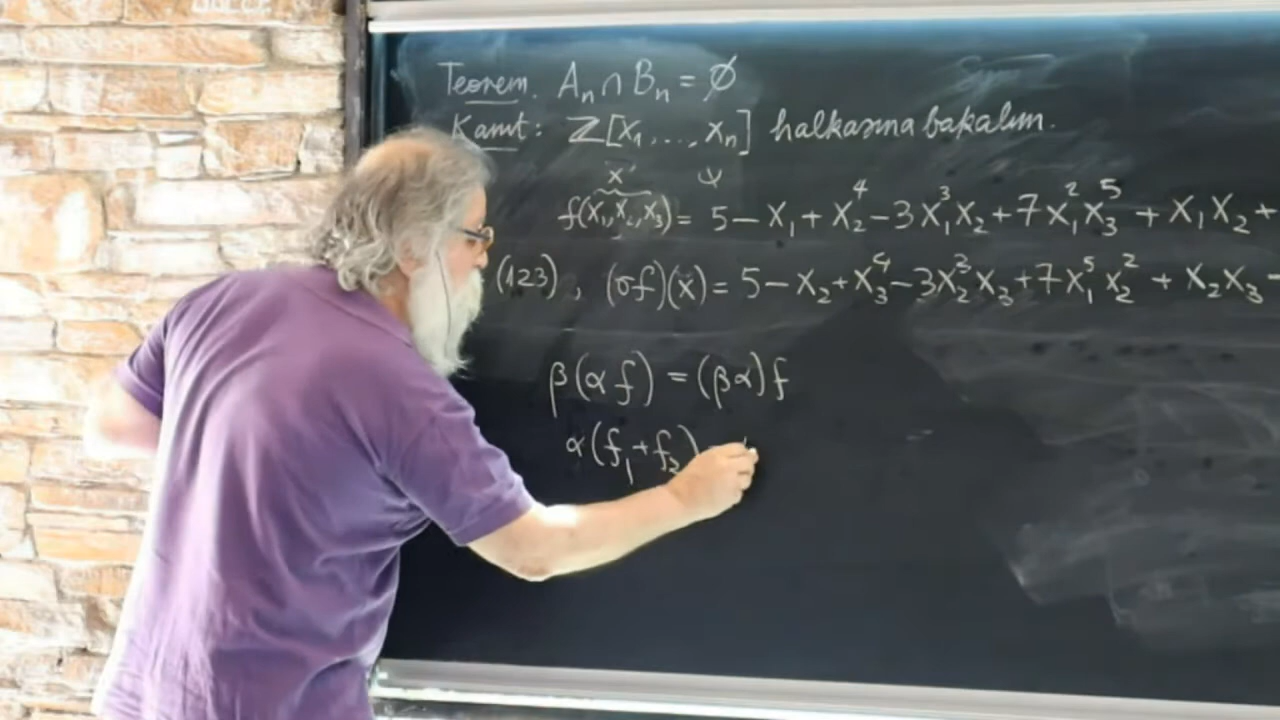 Teorem. Aₙ ∩ Bₙ = ∅
Kanıt: ℤ[x₁, ..., xₙ] halkasına bakalım.
f(x₁, x₂, x₃) = 5 − x₁ + x₂⁴ − 3x₁³x₂ + 7x₁²x₃⁵ + x₁x₂ +
(123), (σf)(x) = 5 − x₂ + x₃⁴ − 3x₂³x₃ + 7x₁⁵x₂² + x₂x₃ −
β(αf) = (βα)f
α(f₁ + f₂)